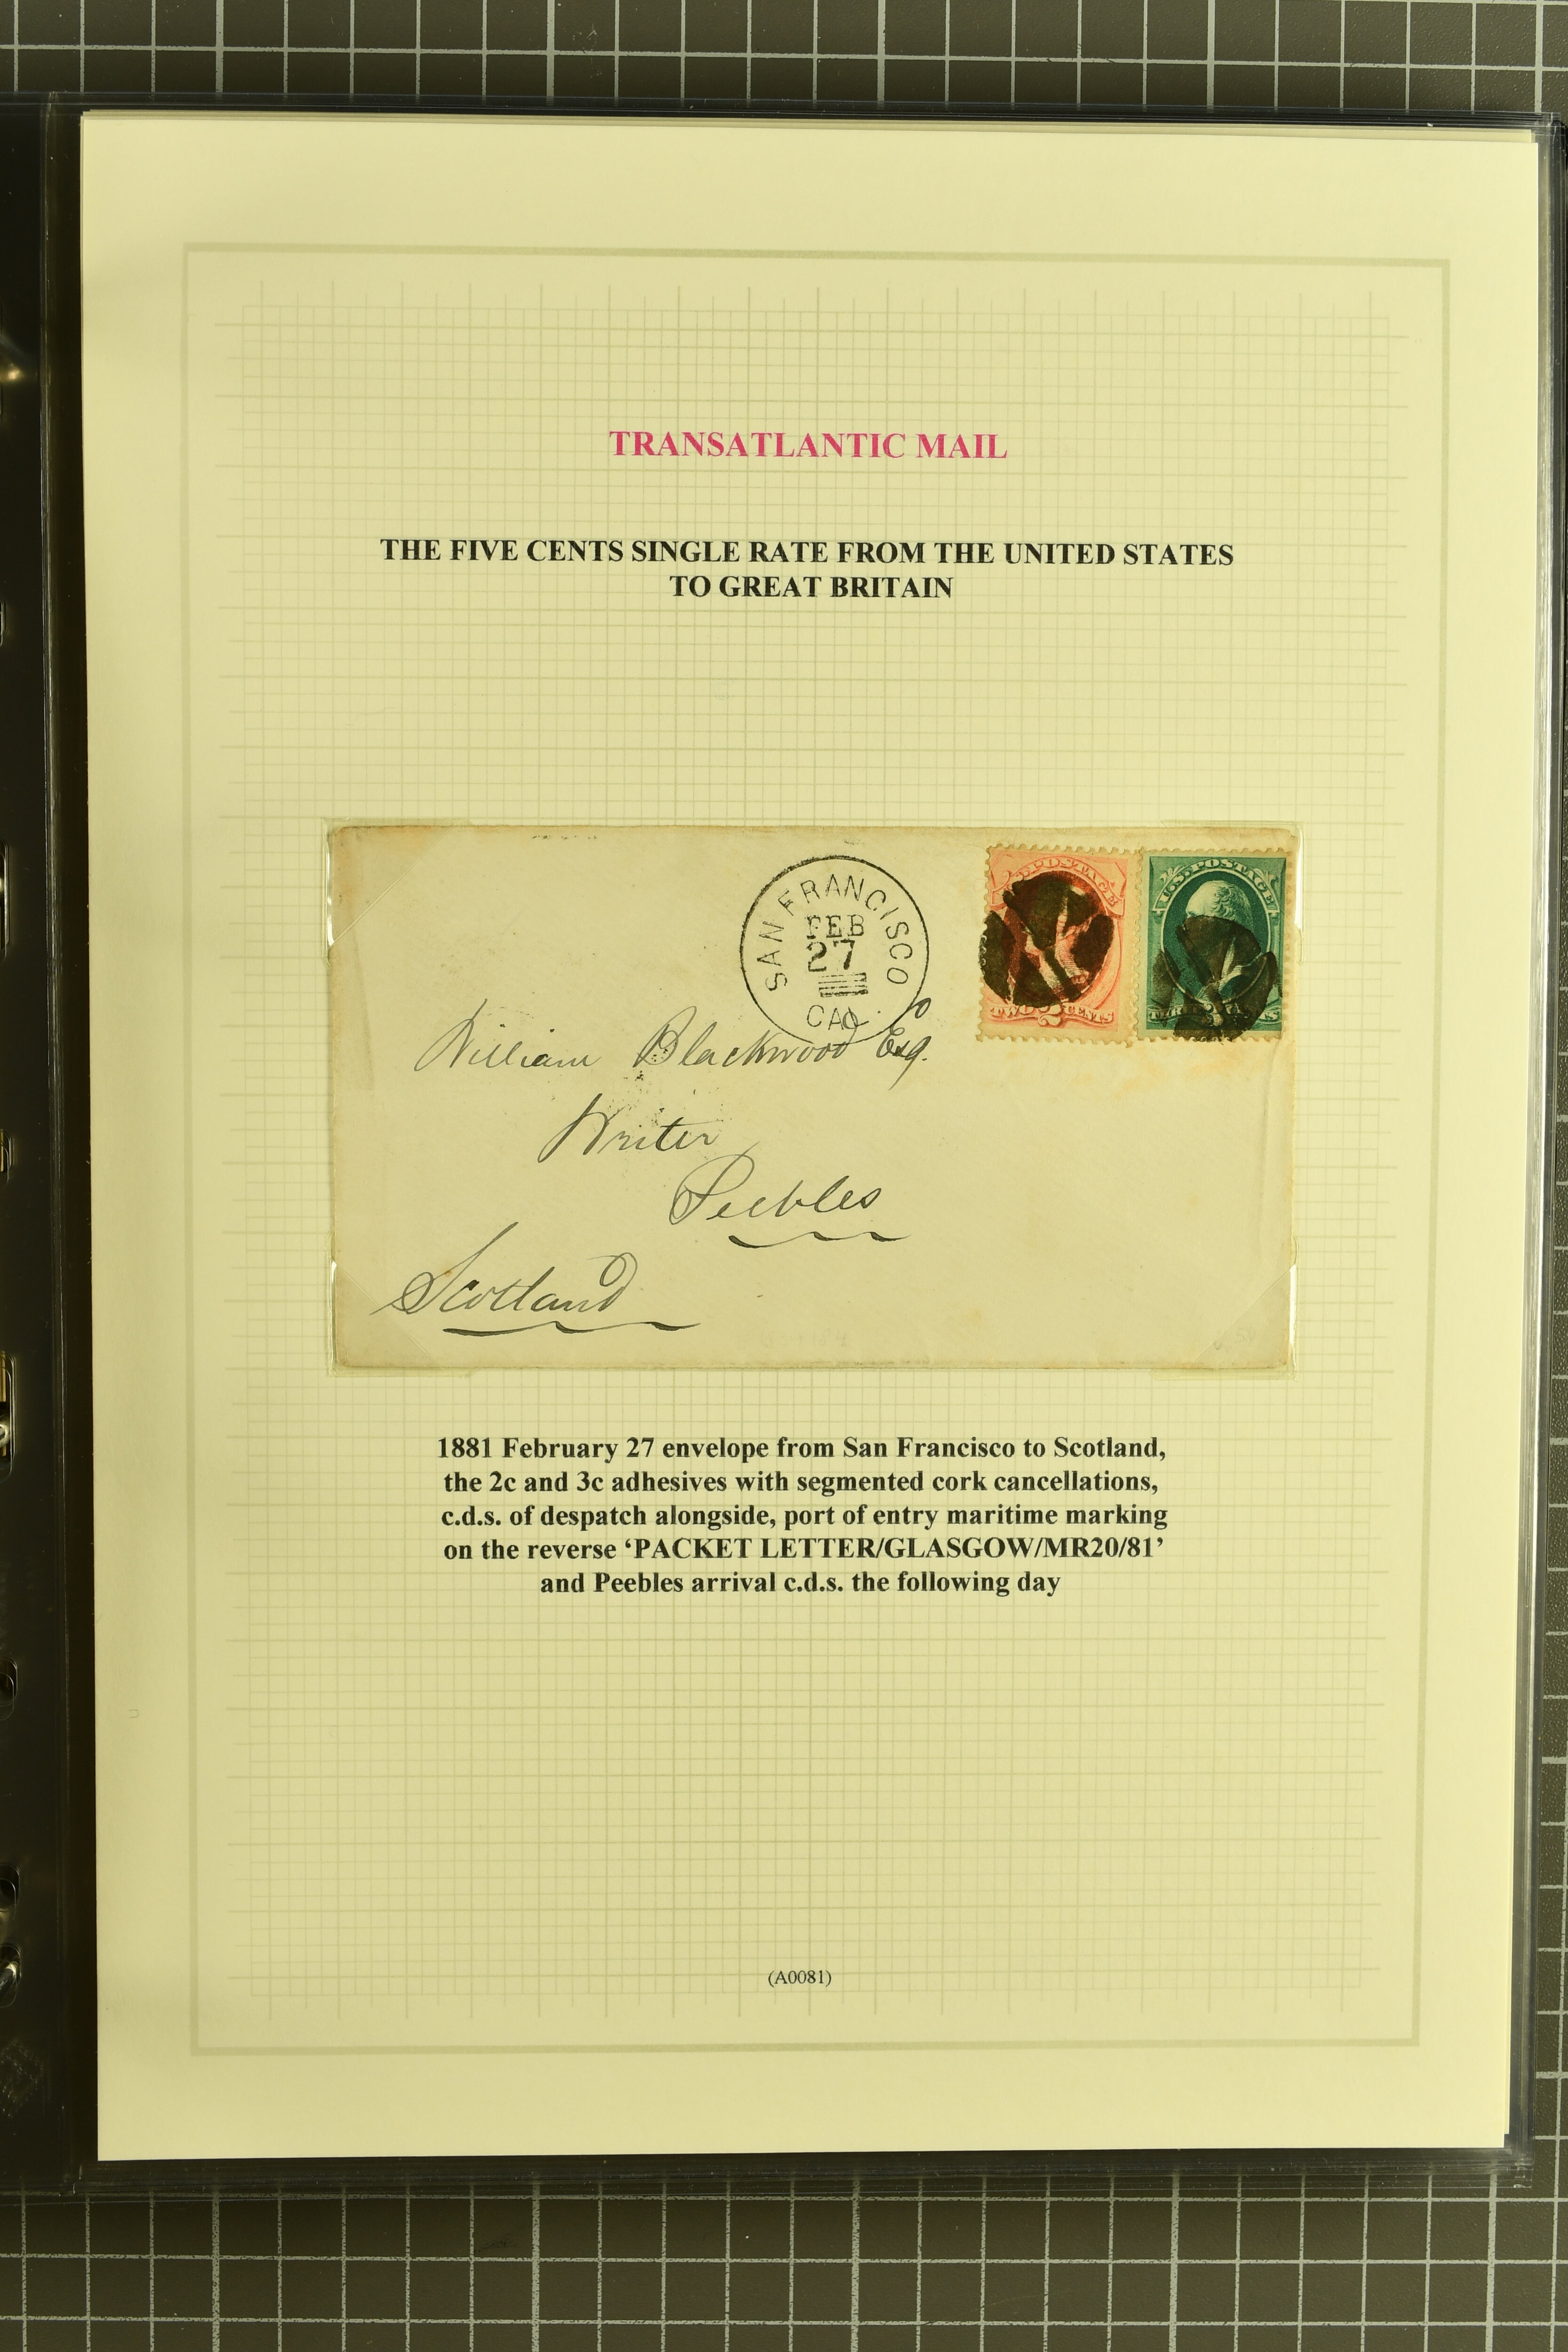 TRANSATLANTIC MAIL
THE FIVE CENTS SINGLE RATE FROM THE UNITED STATES
TO GREAT BRITAIN
SAN FRANCISCO
FEB
27
CAL.
POSTAGE
TWO 2 CENTS
U.S. POSTAGE
William Blackwood Esq.
Writer
Peebles
Scotland
1881 February 27 envelope from San Francisco to Scotland,
the 2c and 3c adhesives with segmented cork cancellations,
c.d.s. of despatch alongside, port of entry maritime marking
on the reverse ‘PACKET LETTER/GLASGOW/MR20/81’
and Peebles arrival c.d.s. the following day
(A0081)